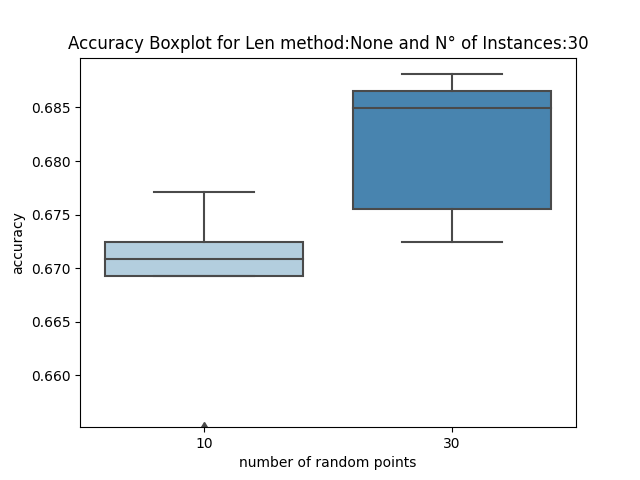 Accuracy Boxplot for Len method:None and N° of Instances:30
0.685
0.680
0.675
0.670
0.665
0.660
accuracy
10 30
number of random points